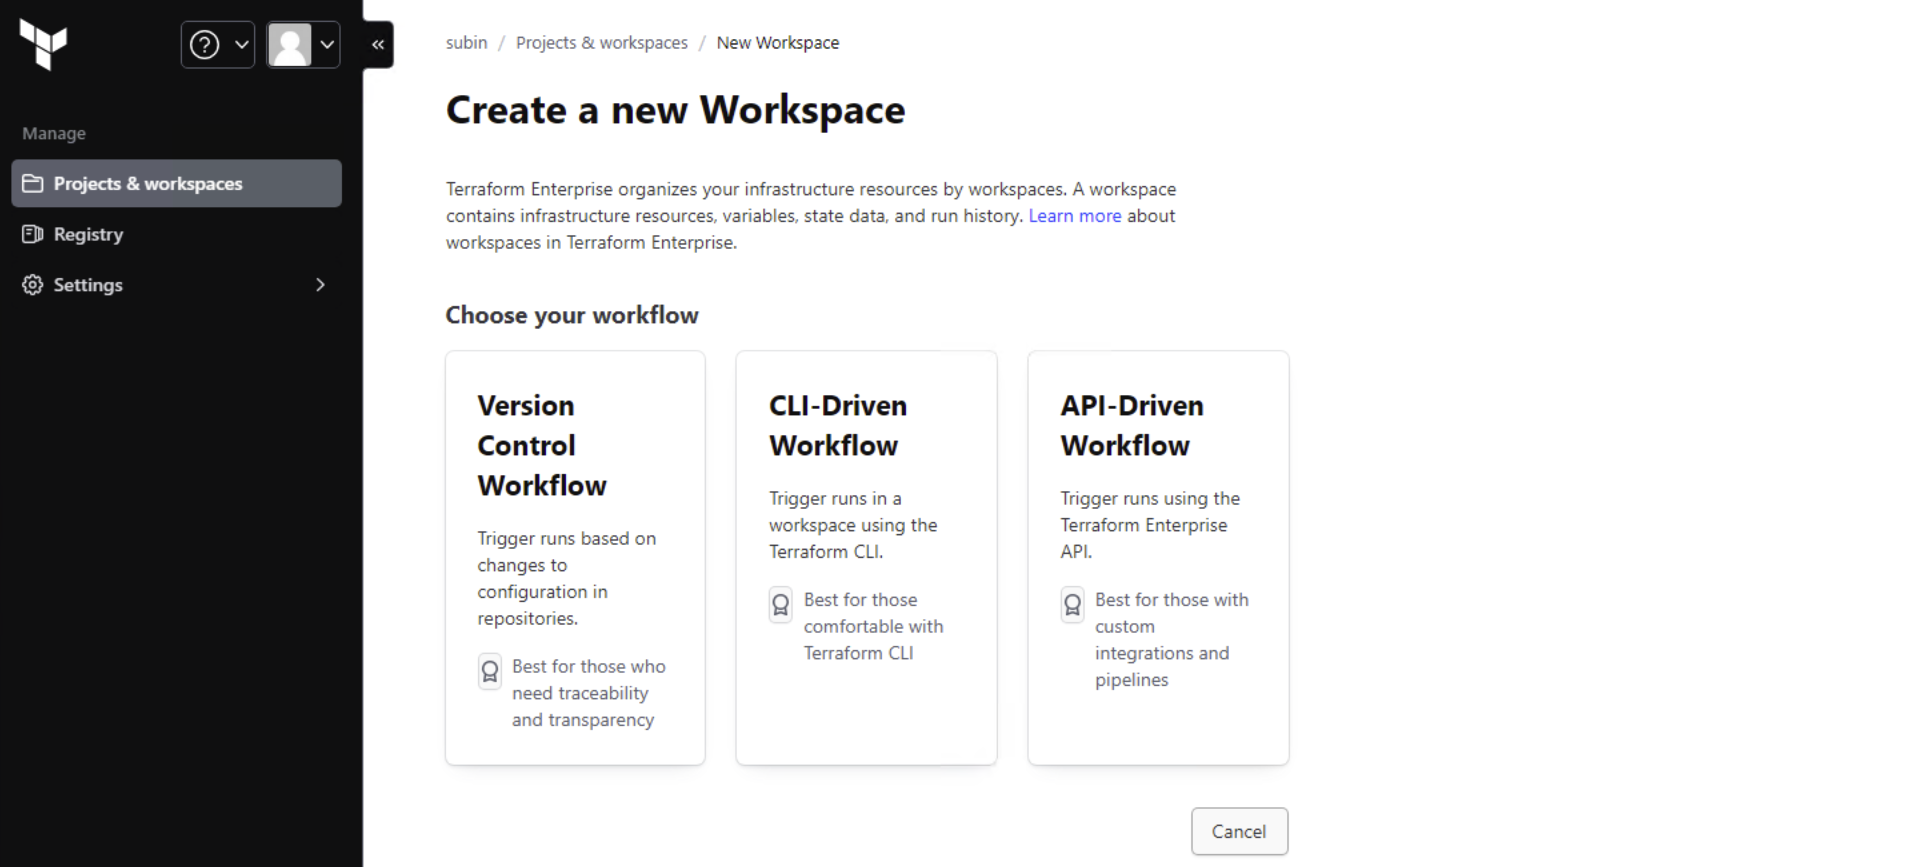 subin / Projects & workspaces / New Workspace
Manage
Projects & workspaces
Registry
Settings
Create a new Workspace
Terraform Enterprise organizes your infrastructure resources by workspaces. A workspace
contains infrastructure resources, variables, state data, and run history. Learn more about
workspaces in Terraform Enterprise.
Choose your workflow
Version
Control
Workflow
Trigger runs based on
changes to
configuration in
repositories.
Best for those who
need traceability
and transparency
CLI-Driven
Workflow
Trigger runs in a
workspace using the
Terraform CLI.
Best for those
comfortable with
Terraform CLI
API-Driven
Workflow
Trigger runs using the
Terraform Enterprise
API.
Best for those with
custom
integrations and
pipelines
Cancel